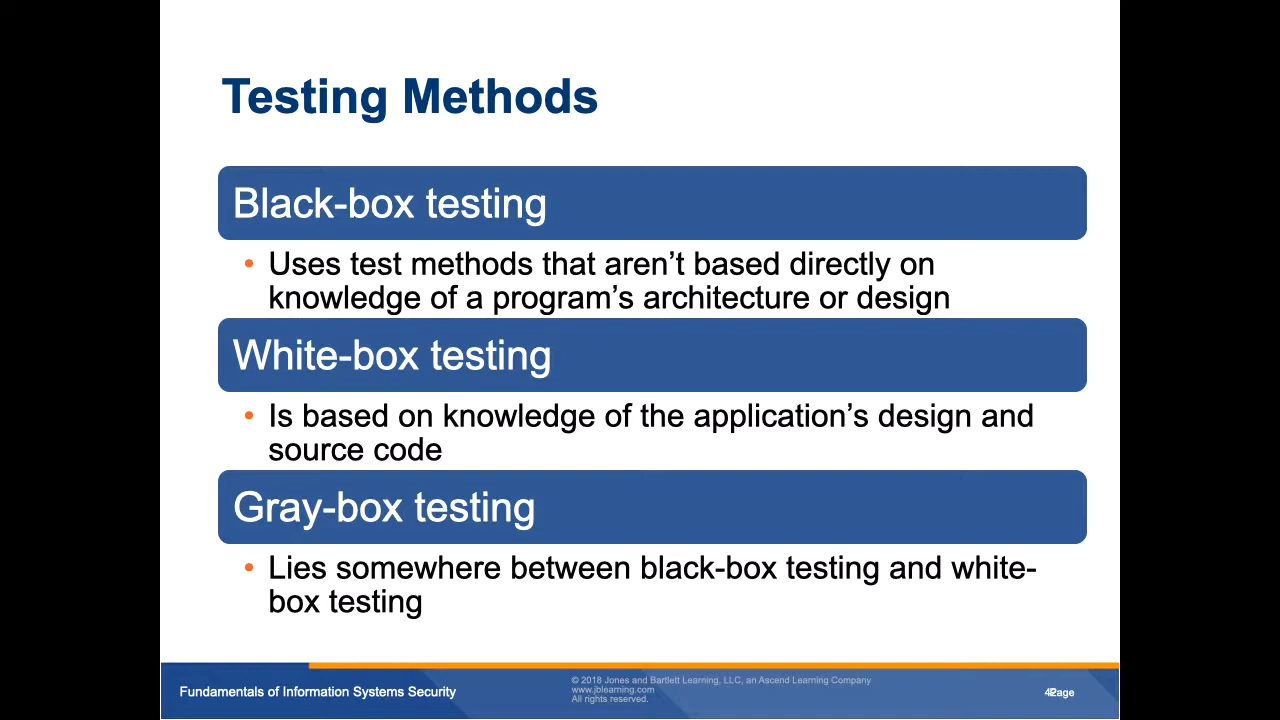 Testing Methods
Black-box testing
• Uses test methods that aren’t based directly on
knowledge of a program’s architecture or design
White-box testing
• Is based on knowledge of the application’s design and
source code
Gray-box testing
• Lies somewhere between black-box testing and white-
box testing
Fundamentals of Information Systems Security
© 2018 Jones and Bartlett Learning, LLC, an Ascend Learning Company
www.jblearning.com
All rights reserved.